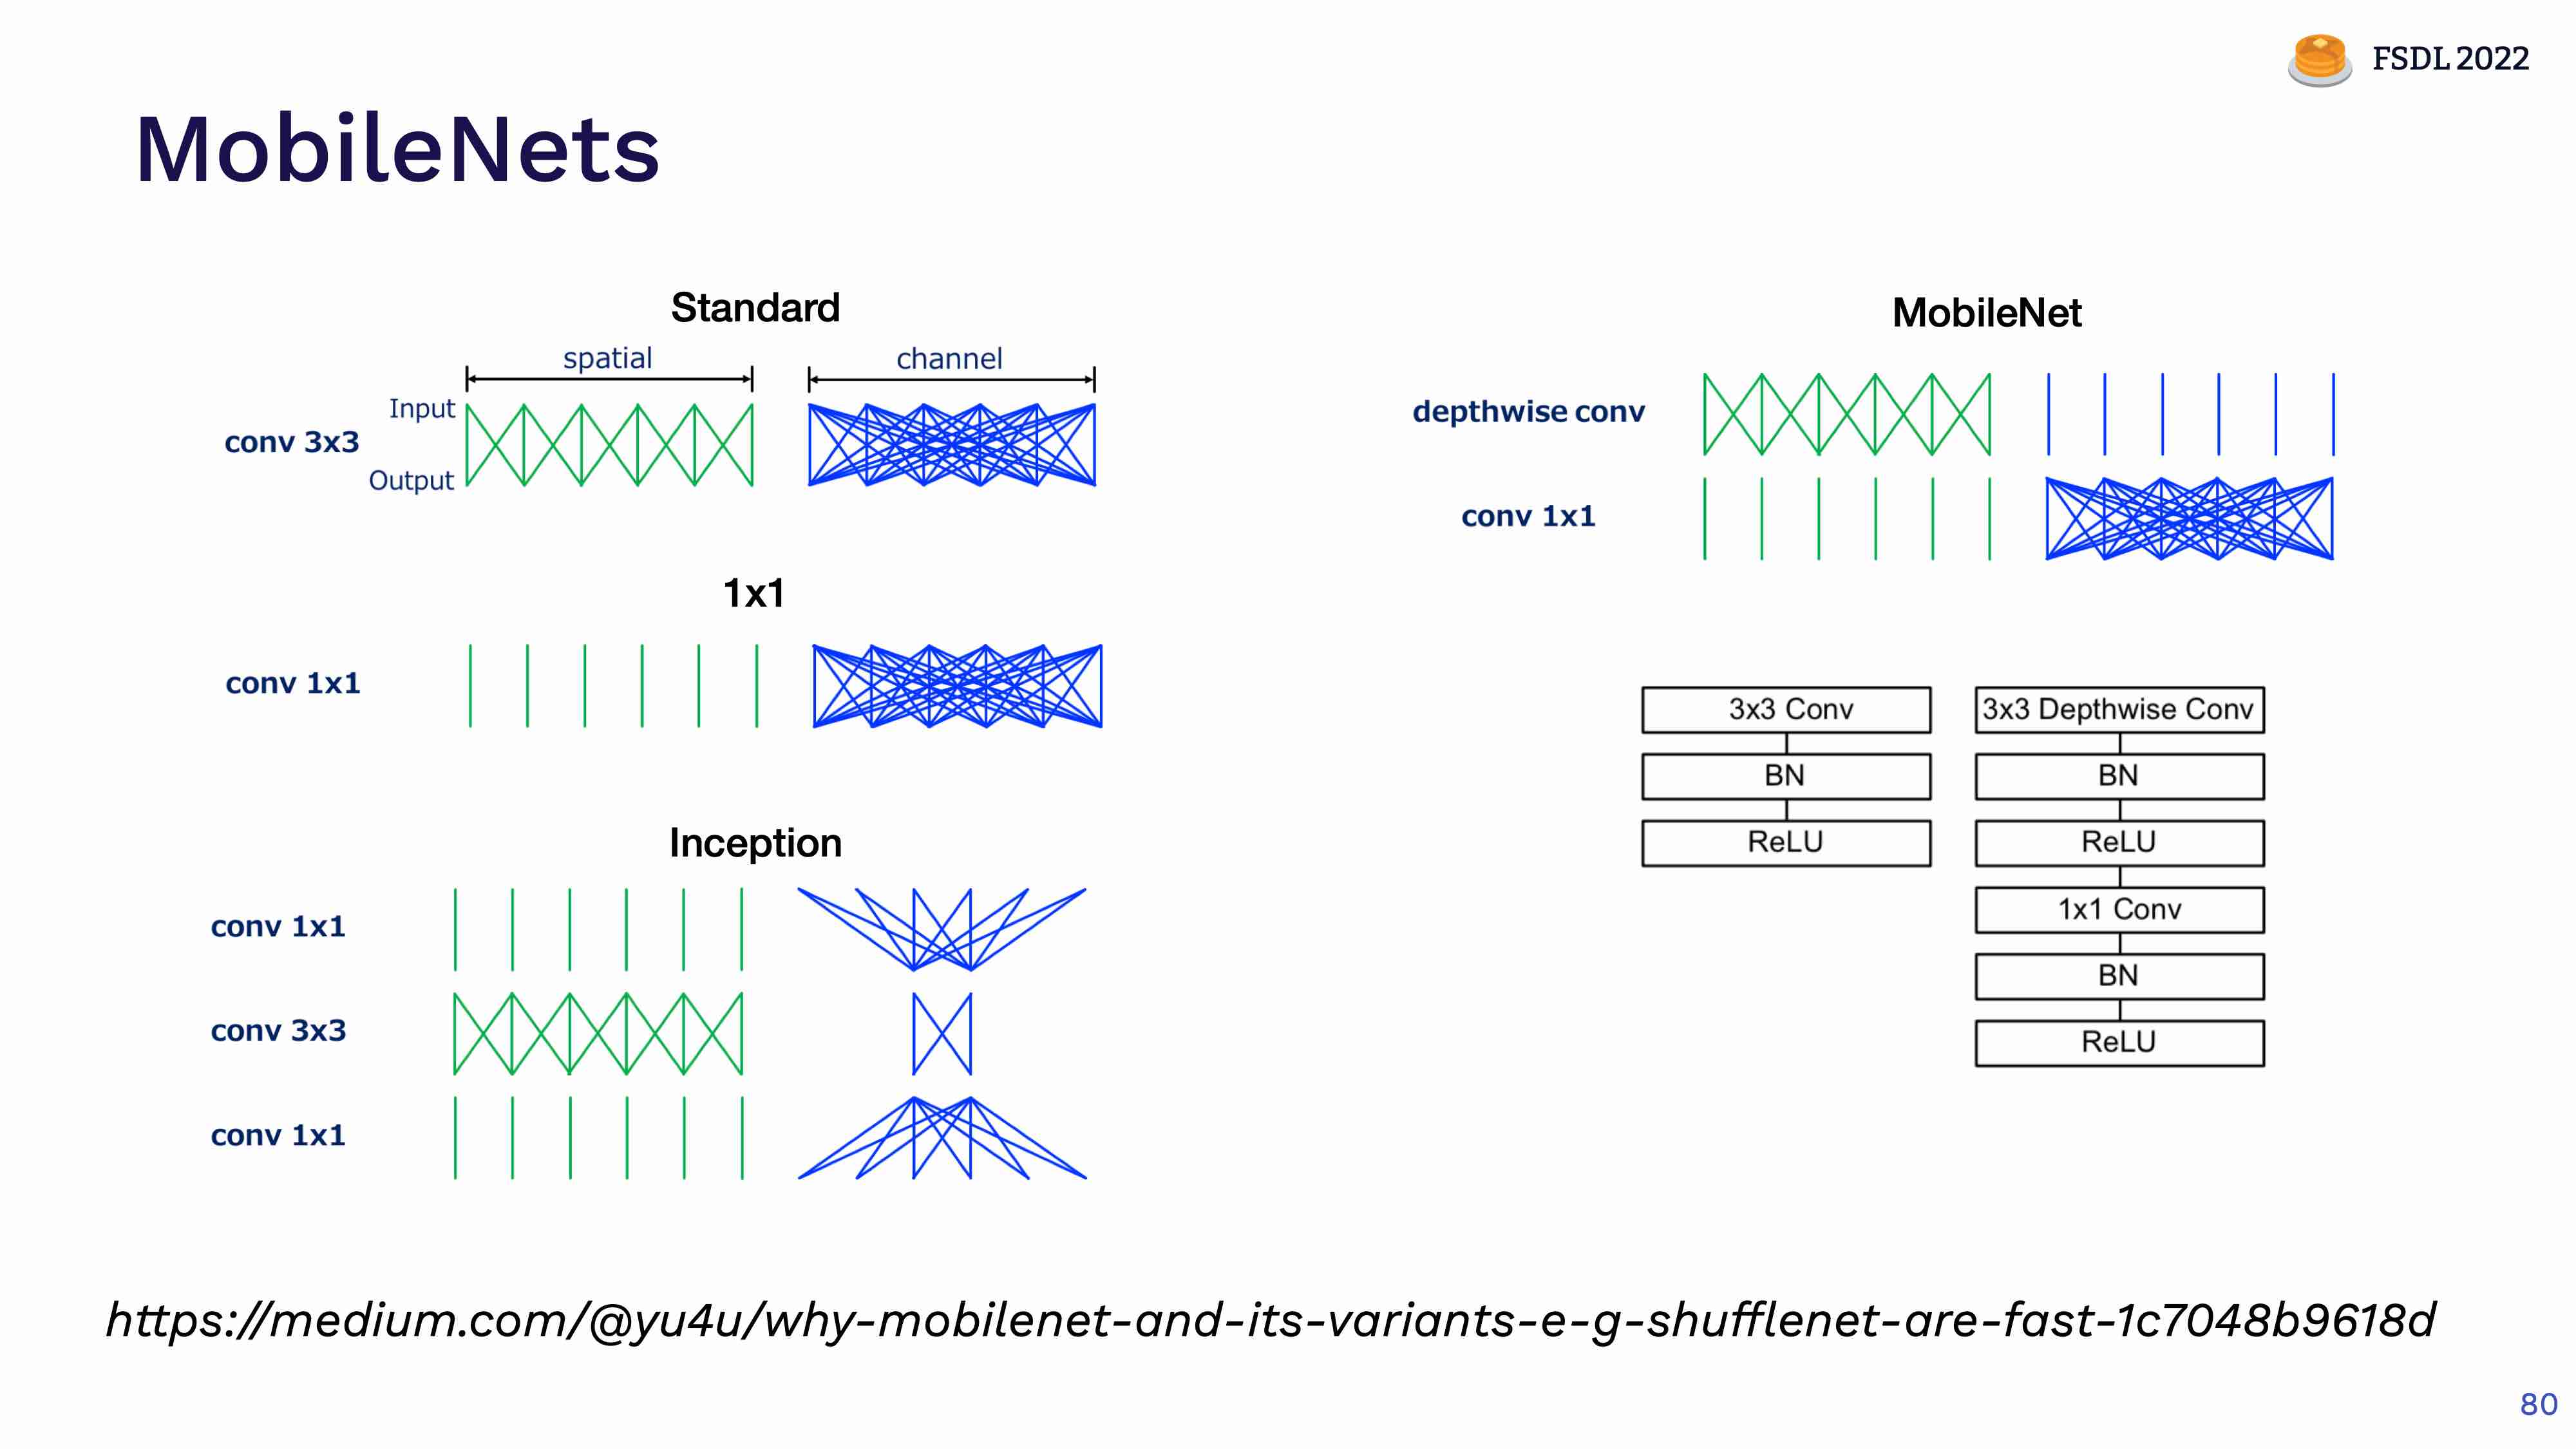 FSDL 2022
MobileNets
Standard
spatial
channel
Input
conv 3x3
Output
1x1
conv 1x1
Inception
conv 1x1
conv 3x3
conv 1x1
MobileNet
depthwise conv
conv 1x1
3x3 Conv
BN
ReLU
3x3 Depthwise Conv
BN
ReLU
1x1 Conv
BN
ReLU
https://medium.com/@yu4u/why-mobilenet-and-its-variants-e-g-shufflenet-are-fast-1c7048b9618d
80